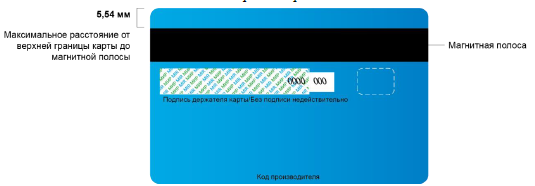 5,54 мм
Максимальное расстояние от
верхней границы карты до
магнитной полосы
Магнитная полоса
0000 000
Подпись держателя карты/Без подписи недействительно
Код производителя